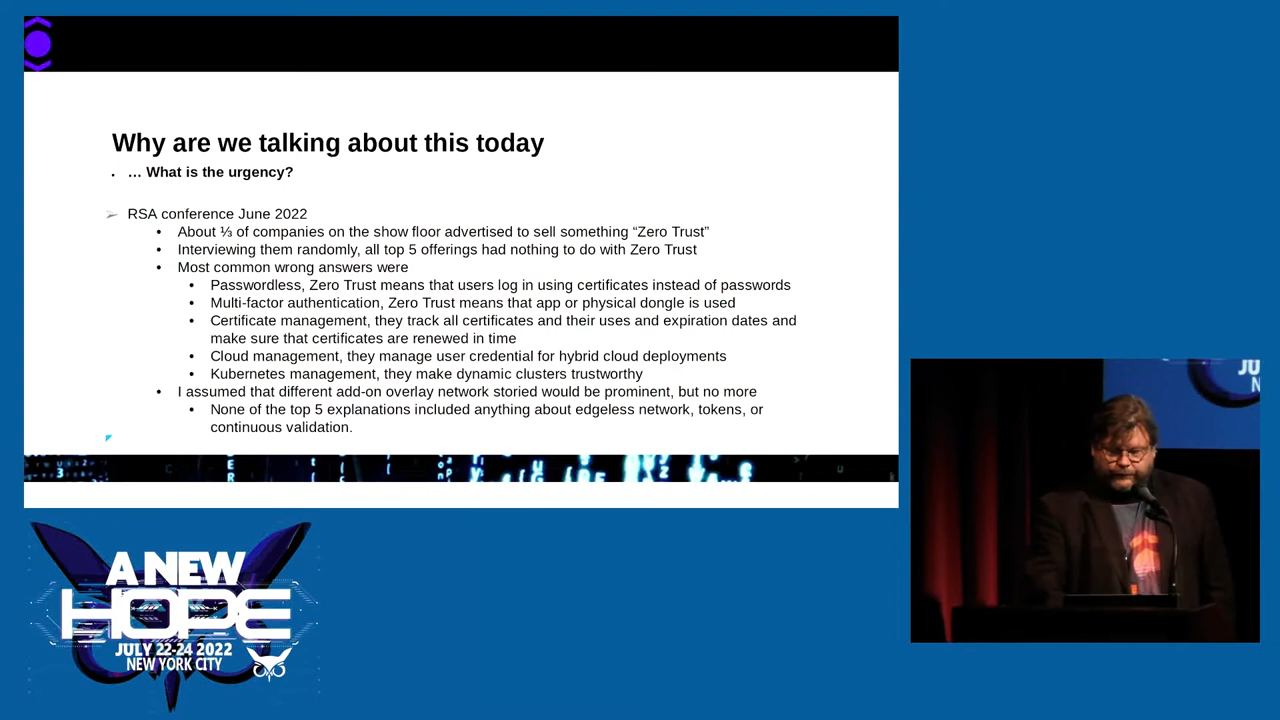 Why are we talking about this today
. … What is the urgency?
➢ RSA conference June 2022
• About ⅓ of companies on the show floor advertised to sell something “Zero Trust”
• Interviewing them randomly, all top 5 offerings had nothing to do with Zero Trust
• Most common wrong answers were
• Passwordless, Zero Trust means that users log in using certificates instead of passwords
• Multi-factor authentication, Zero Trust means that app or physical dongle is used
• Certificate management, they track all certificates and their uses and expiration dates and
make sure that certificates are renewed in time
• Cloud management, they manage user credential for hybrid cloud deployments
• Kubernetes management, they make dynamic clusters trustworthy
• I assumed that different add-on overlay network storied would be prominent, but no more
• None of the top 5 explanations included anything about edgeless network, tokens, or
continuous validation.
A NEW
HOPE
JULY 22-24 2022
NEW YORK CITY
JU
N